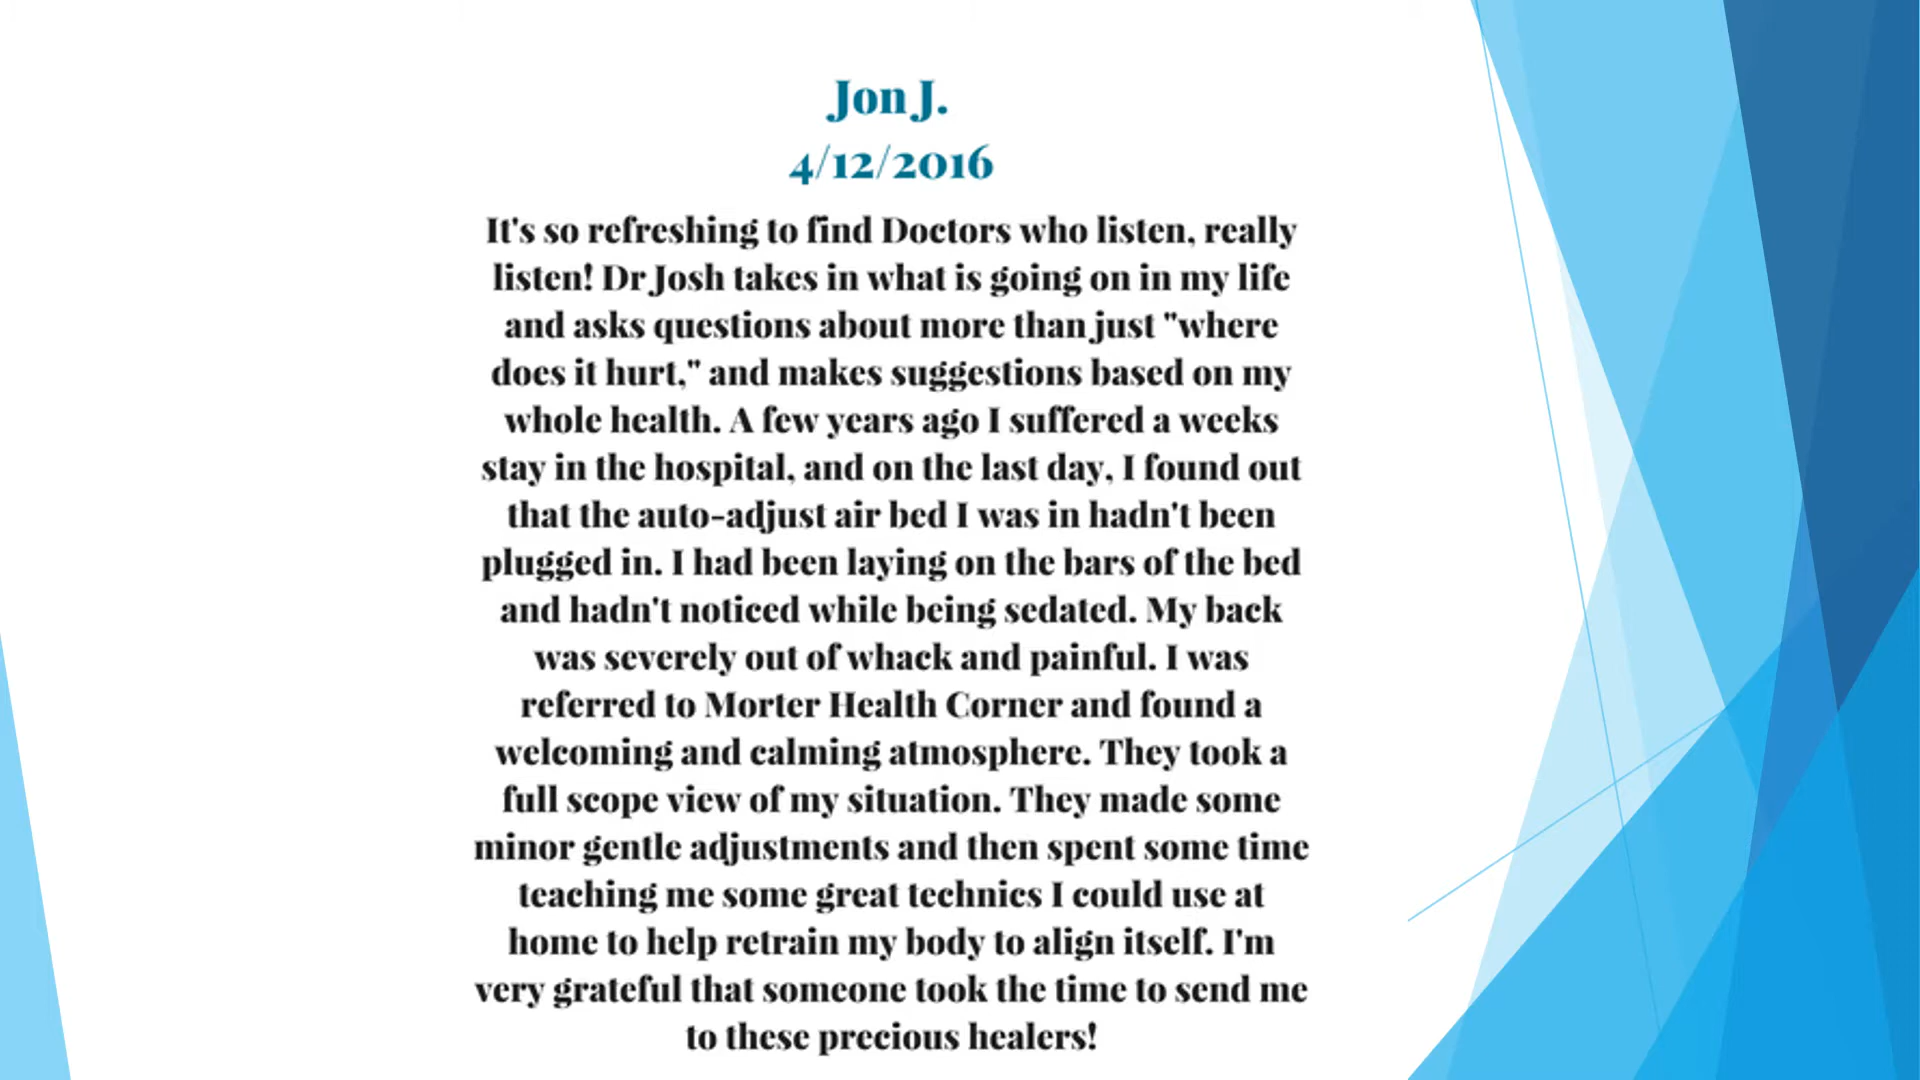 Jon J.
4/12/2016
It's so refreshing to find Doctors who listen, really
listen! Dr Josh takes in what is going on in my life
and asks questions about more than just "where
does it hurt," and makes suggestions based on my
whole health. A few years ago I suffered a weeks
stay in the hospital, and on the last day, I found out
that the auto-adjust air bed I was in hadn't been
plugged in. I had been laying on the bars of the bed
and hadn't noticed while being sedated. My back
was severely out of whack and painful. I was
referred to Morter Health Corner and found a
welcoming and calming atmosphere. They took a
full scope view of my situation. They made some
minor gentle adjustments and then spent some time
teaching me some great technics I could use at
home to help retrain my body to align itself. I'm
very grateful that someone took the time to send me
to these precious healers!